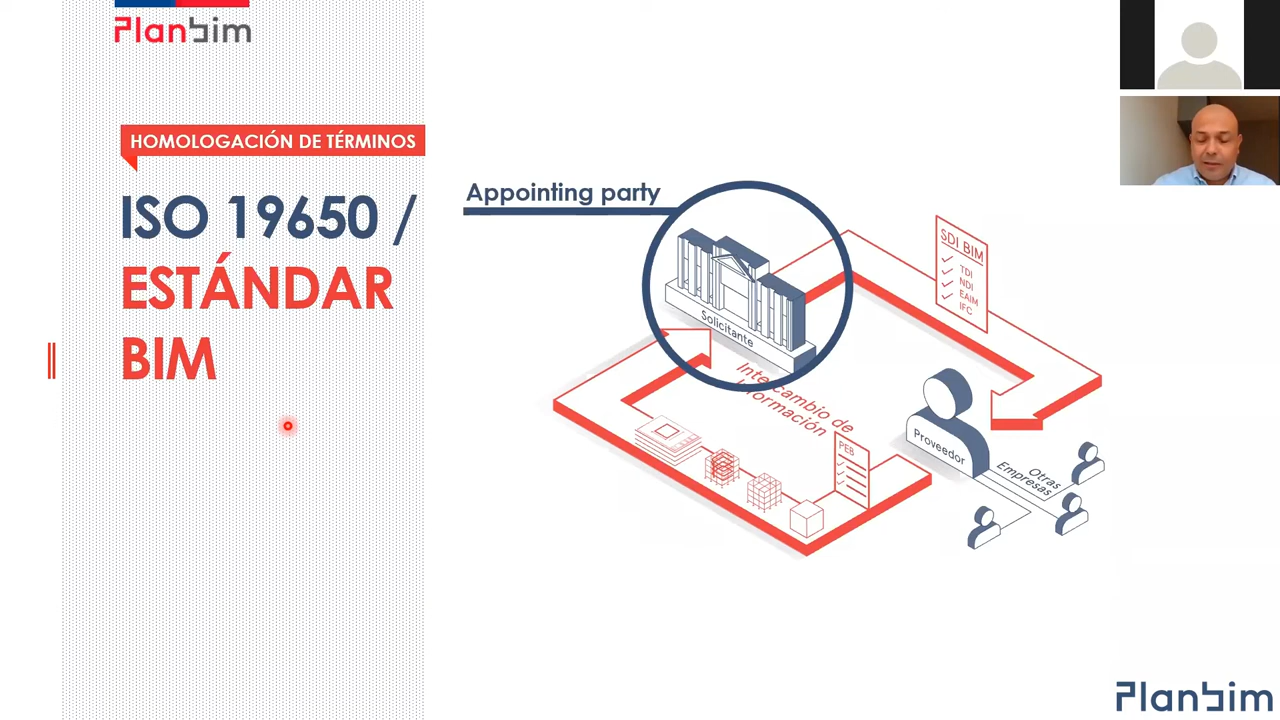 Planbim
HOMOLOGACIÓN DE TÉRMINOS
ISO 19650 /
ESTÁNDAR
BIM
Appointing party
Solicitante
SDI BIM
TDI
NDI
EAIM
IFC
Intercambio de
Información
PEB
Proveedor
Otras
Empresas
Planbim